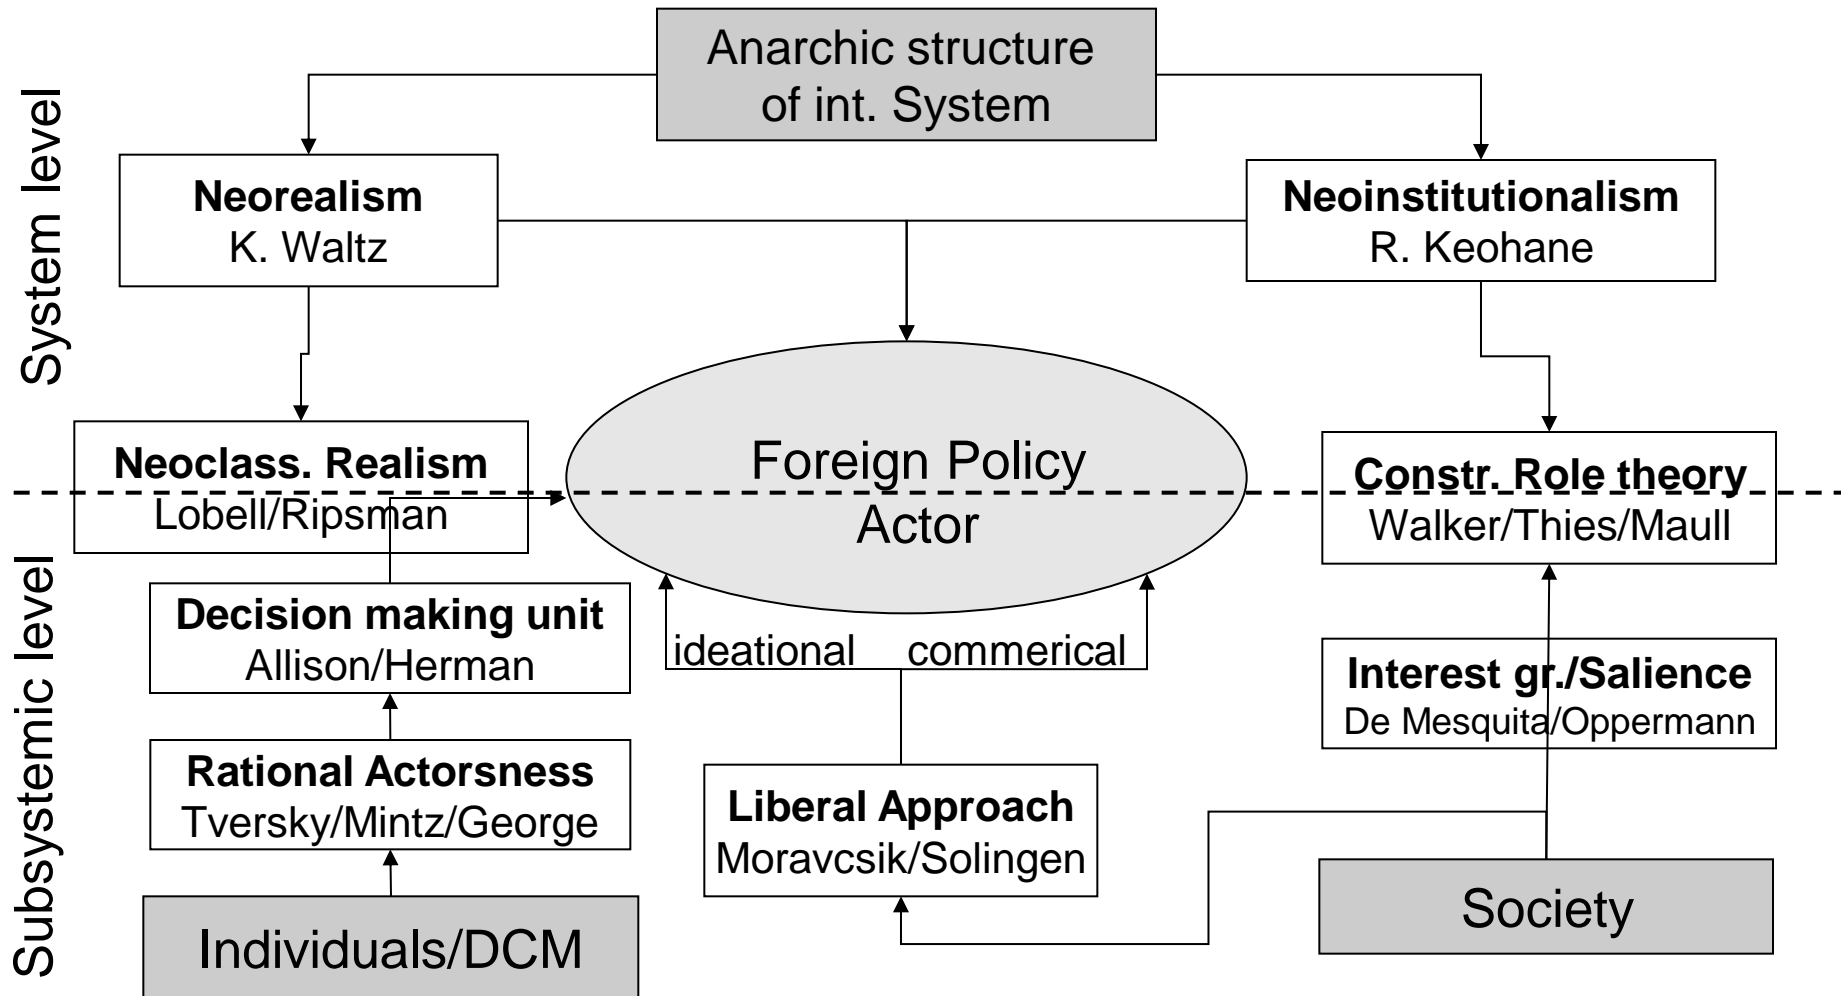 Anarchic structure
of int. System
System level
Neorealism
K. Waltz
Neoinstitutionalism
R. Keohane
Neoclass. Realism
Lobell/Ripsman
Foreign Policy
Actor
Constr. Role theory
Walker/Thies/Maull
Subsystemic level
Decision making unit
Allison/Herman
ideational
commerical
Interest gr./Salience
De Mesquita/Oppermann
Rational Actorsness
Tversky/Mintz/George
Liberal Approach
Moravcsik/Solingen
Society
Individuals/DCM